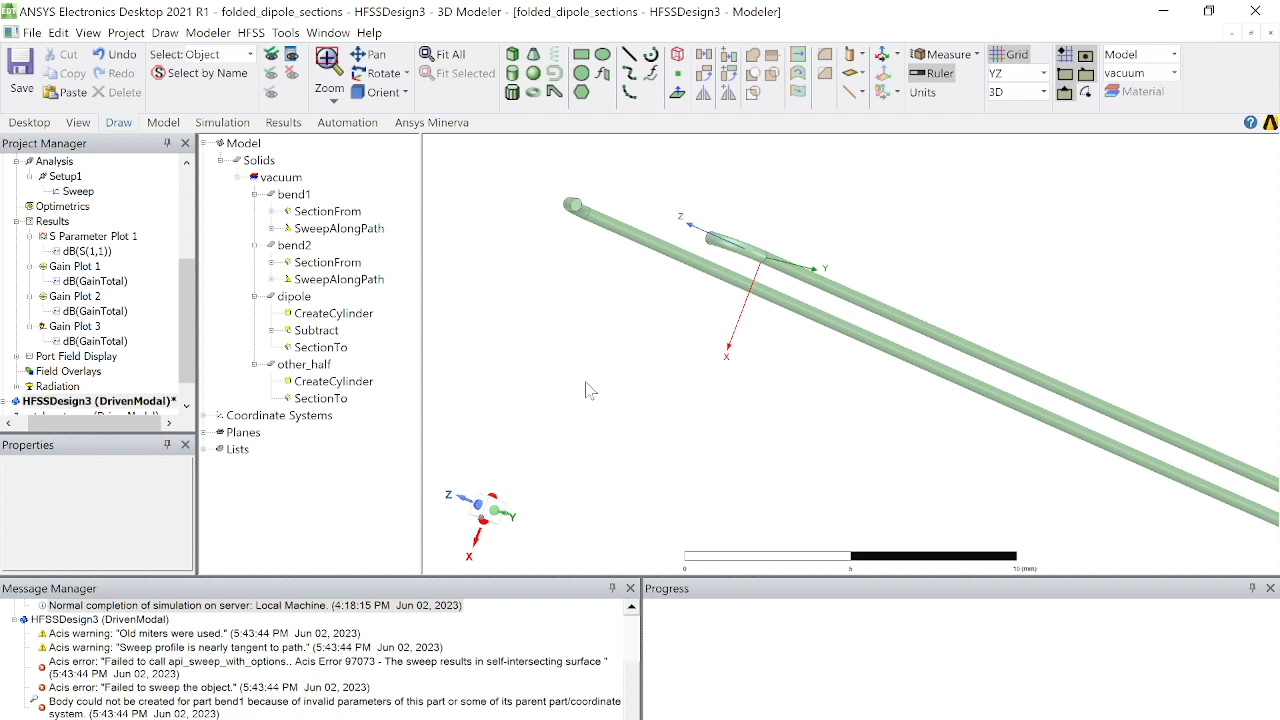 ANSYS Electronics Desktop 2021 R1 - folded_dipole_sections - HFSSDesign3 - 3D Modeler - [folded_dipole_sections - HFSSDesign3 - Modeler]
File Edit View Project Draw Modeler HFSS Tools Window Help
Save
Cut
Copy
Paste
Undo
Redo
Delete
Select: Object
Select by Name
Zoom
Pan
Rotate
Orient
Fit All
Fit Selected
Measure
Ruler
Units
Grid
YZ
3D
Model
vacuum
Material
Desktop View Draw Model Simulation Results Automation Ansys Minerva
Project Manager
Analysis
Setup1
Sweep
Optimetrics
Results
S Parameter Plot 1
dB(S(1,1))
Gain Plot 1
dB(GainTotal)
Gain Plot 2
dB(GainTotal)
Gain Plot 3
dB(GainTotal)
Port Field Display
Field Overlays
Radiation
HFSSDesign3 (DrivenModal)*
Properties
Model
Solids
vacuum
bend1
SectionFrom
SweepAlongPath
bend2
SectionFrom
SweepAlongPath
dipole
CreateCylinder
Subtract
SectionTo
other_half
CreateCylinder
SectionTo
Coordinate Systems
Planes
Lists
Z
Y
X
Z
Y
X
0 5 10 (mm)
Message Manager
Normal completion of simulation on server: Local Machine. (4:18:15 PM Jun 02, 2023)
HFSSDesign3 (DrivenModal)
Acis warning: "Old miters were used." (5:43:44 PM Jun 02, 2023)
Acis warning: "Sweep profile is nearly tangent to path." (5:43:44 PM Jun 02, 2023)
Acis error: "Failed to call api_sweep_with_options.. Acis Error 97073 - The sweep results in self-intersecting surface "
(5:43:44 PM Jun 02, 2023)
Acis error: "Failed to sweep the object." (5:43:44 PM Jun 02, 2023)
Body could not be created for part bend1 because of invalid parameters of this part or some of its parent part/coordinate
system. (5:43:44 PM Jun 02, 2023)
Progress